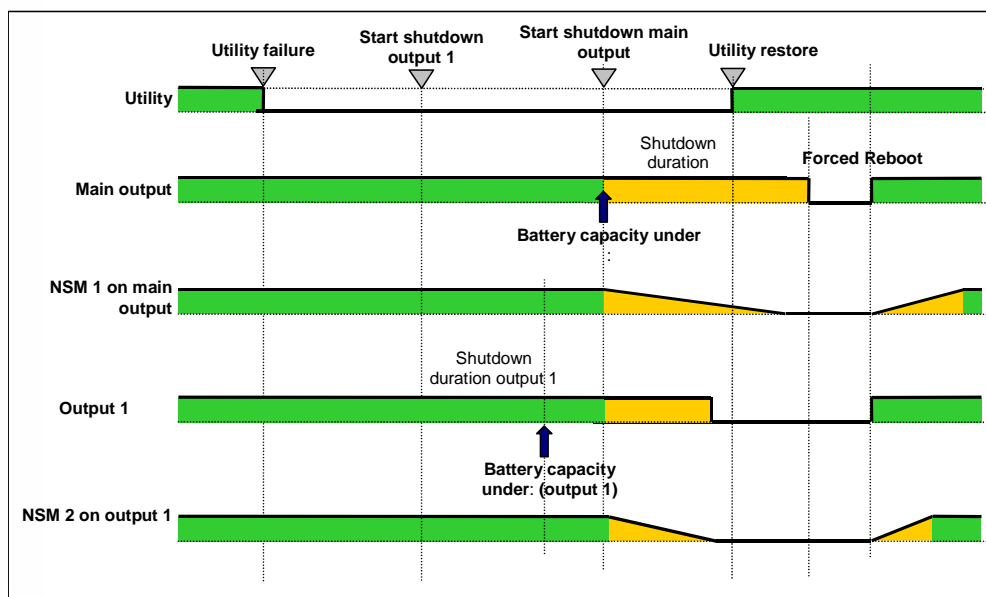 Utility failure
Start shutdown
output 1
Start shutdown main
output
Utility restore
Utility
Shutdown
duration
Forced Reboot
Main output
Battery capacity under
:
NSM 1 on main
output
Shutdown
duration output 1
Output 1
Battery capacity
under: (output 1)
NSM 2 on output 1